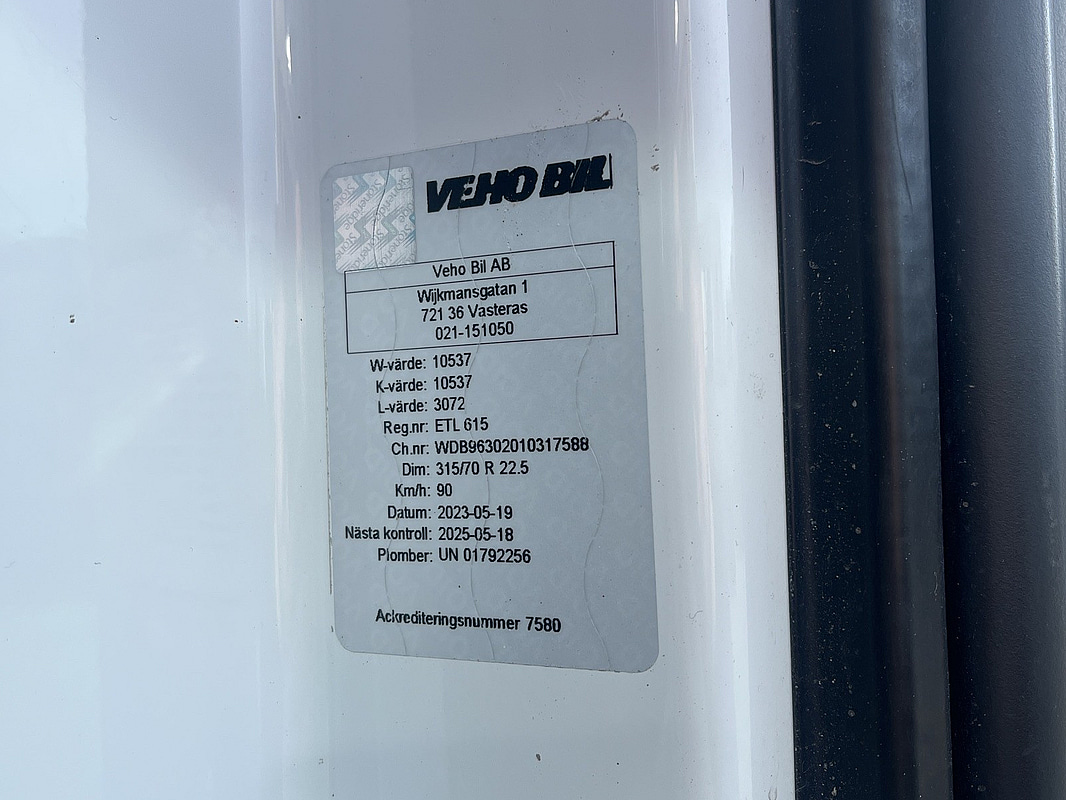 VEHO BIL
Veho Bil AB
Wijkmansgatan 1
721 36 Vasteras
021-151050
W-värde: 10537
K-värde: 10537
L-värde: 3072
Reg.nr: ETL 615
Ch.nr: WDB96302010317588
Dim: 315/70 R 22.5
Km/h: 90
Datum: 2023-05-19
Nästa kontroll: 2025-05-18
Plomber: UN 01792256
Ackrediteringsnummer 7580